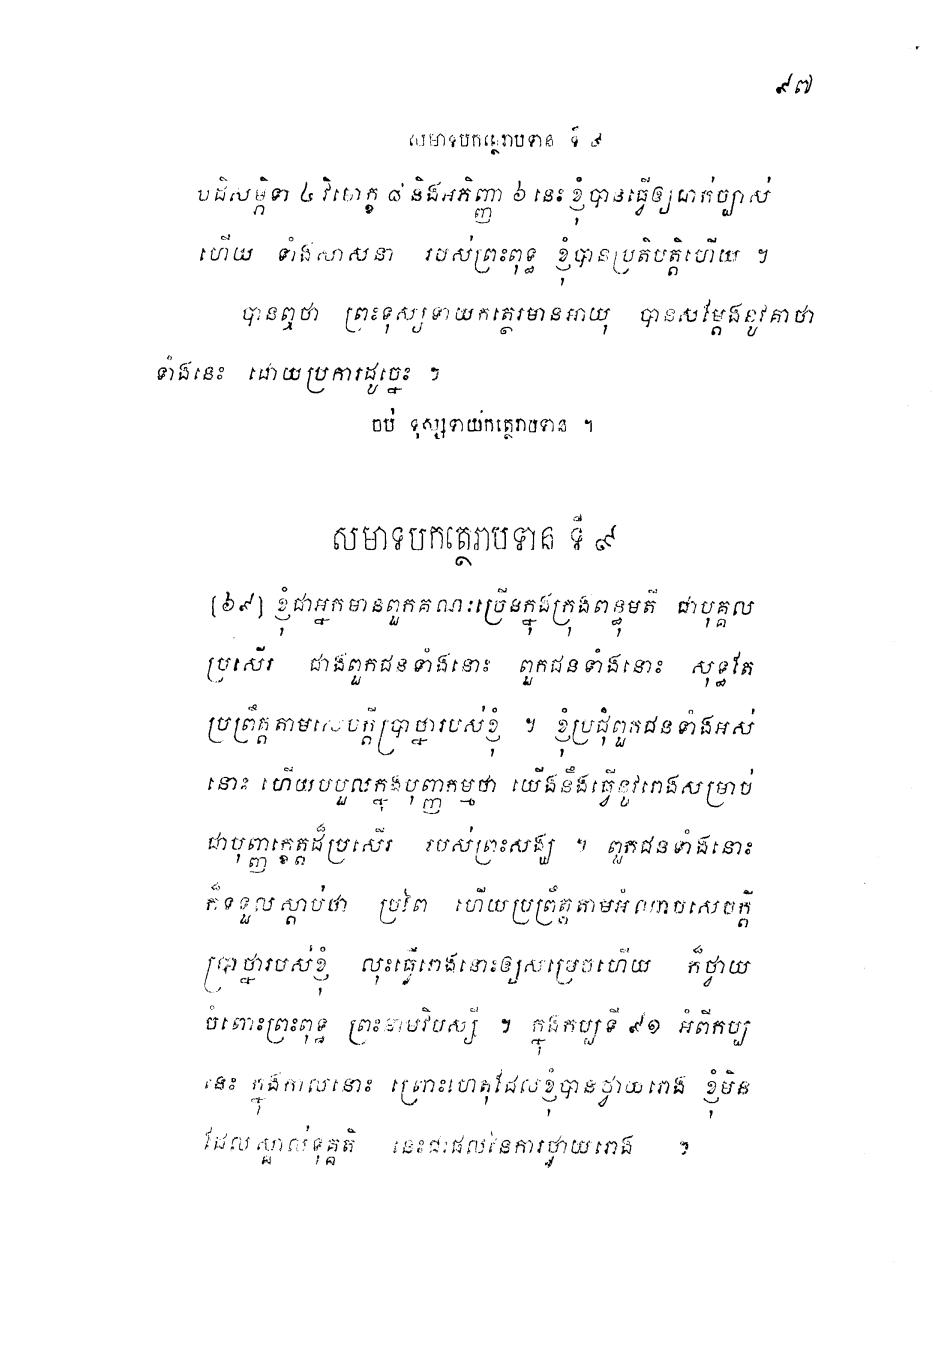 ៩៧
សមាទបកត្ថេរាបទាន ទី ៩
បដិសម្ភិទា ៤ វិមោក្ខ ៨ និងអភិញ្ញា ៦ នេះ ខ្ញុំបានធ្វើឲ្យជាក់ច្បាស់
ហើយ ទាំងសាសនា របស់ព្រះពុទ្ធ ខ្ញុំបានប្រតិបត្តិហើយ ។
បានឮថា ព្រះទុស្សទាយកត្ថេរមានអាយុ បានសម្តែងនូវគាថា
ទាំងនេះ ដោយប្រការដូច្នេះ ។
ចប់ ទុស្សទាយកត្ថេរាបទាន ។
សមាទបកត្ថេរាបទាន ទី ៩
[៦៩] ខ្ញុំជាអ្នកមានពួកគណៈច្រើនក្នុងក្រុងពន្ធុមតី ជាបុគ្គល
ប្រសើរ ជាងពួកជនទាំងនោះ ពួកជនទាំងនោះ សុទ្ធតែ
ប្រព្រឹត្តតាមសេចក្តីប្រាថ្នារបស់ខ្ញុំ ។ ខ្ញុំប្រជុំពួកជនទាំងអស់
នោះ ហើយបបួលក្នុងបុញ្ញកម្មថា យើងនឹងធ្វើនូវរោងសម្រាប់
ជាបុញ្ញក្ខេត្តដ៏ប្រសើរ របស់ព្រះសង្ឃ ។ ពួកជនទាំងនោះ
ក៏ទទួលស្តាប់ថា ប្រពៃ ហើយប្រព្រឹត្តតាមអំណាចសេចក្តី
ប្រាថ្នារបស់ខ្ញុំ លុះធ្វើរោងនោះឲ្យសម្រេចហើយ ក៏ថ្វាយ
ចំពោះព្រះពុទ្ធ ព្រះនាមវិបស្សី ។ ក្នុងកប្បទី ៩១ អំពីកប្ប
នេះ ក្នុងកាលនោះ ព្រោះហេតុដែលខ្ញុំបានថ្វាយរោង ខ្ញុំមិន
ដែលស្គាល់ទុគ្គតិ នេះជាផលនៃការថ្វាយរោង ។